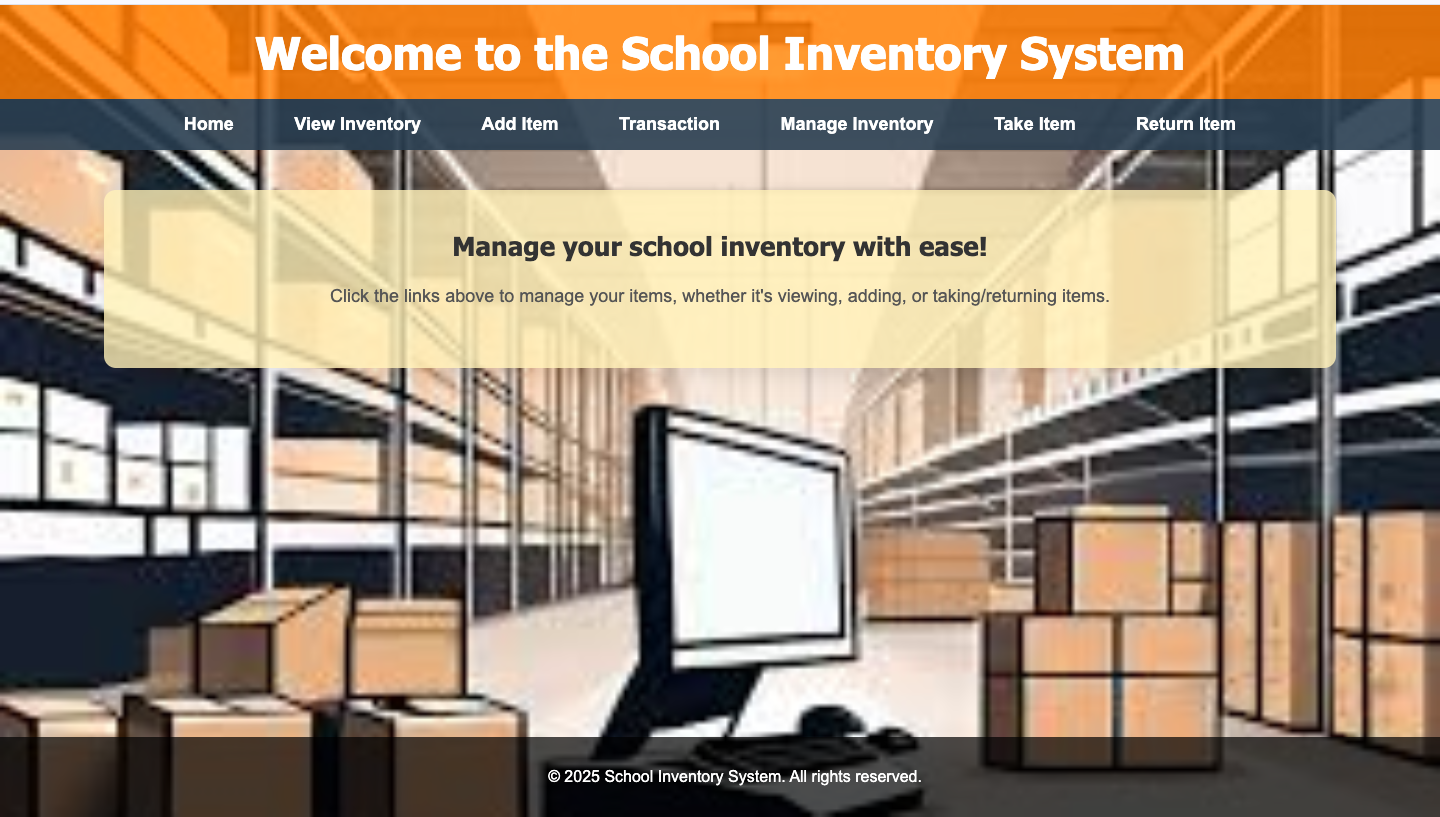 Welcome to the School Inventory System
Home View Inventory Add Item Transaction Manage Inventory Take Item Return Item
Manage your school inventory with ease!
Click the links above to manage your items, whether it's viewing, adding, or taking/returning items.
© 2025 School Inventory System. All rights reserved.